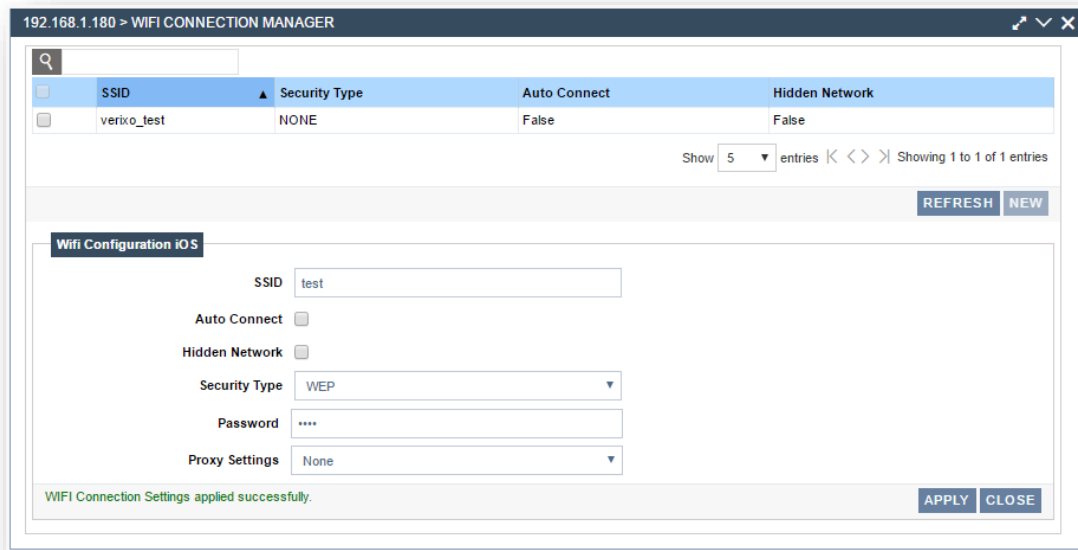 192.168.1.180 > WIFI CONNECTION MANAGER
SSID Security Type Auto Connect Hidden Network
verixo_test NONE False False
Show 5 entries Showing 1 to 1 of 1 entries
REFRESH NEW
Wifi Configuration iOS
SSID test
Auto Connect
Hidden Network
Security Type WEP
Password ••••
Proxy Settings None
WIFI Connection Settings applied successfully. APPLY CLOSE